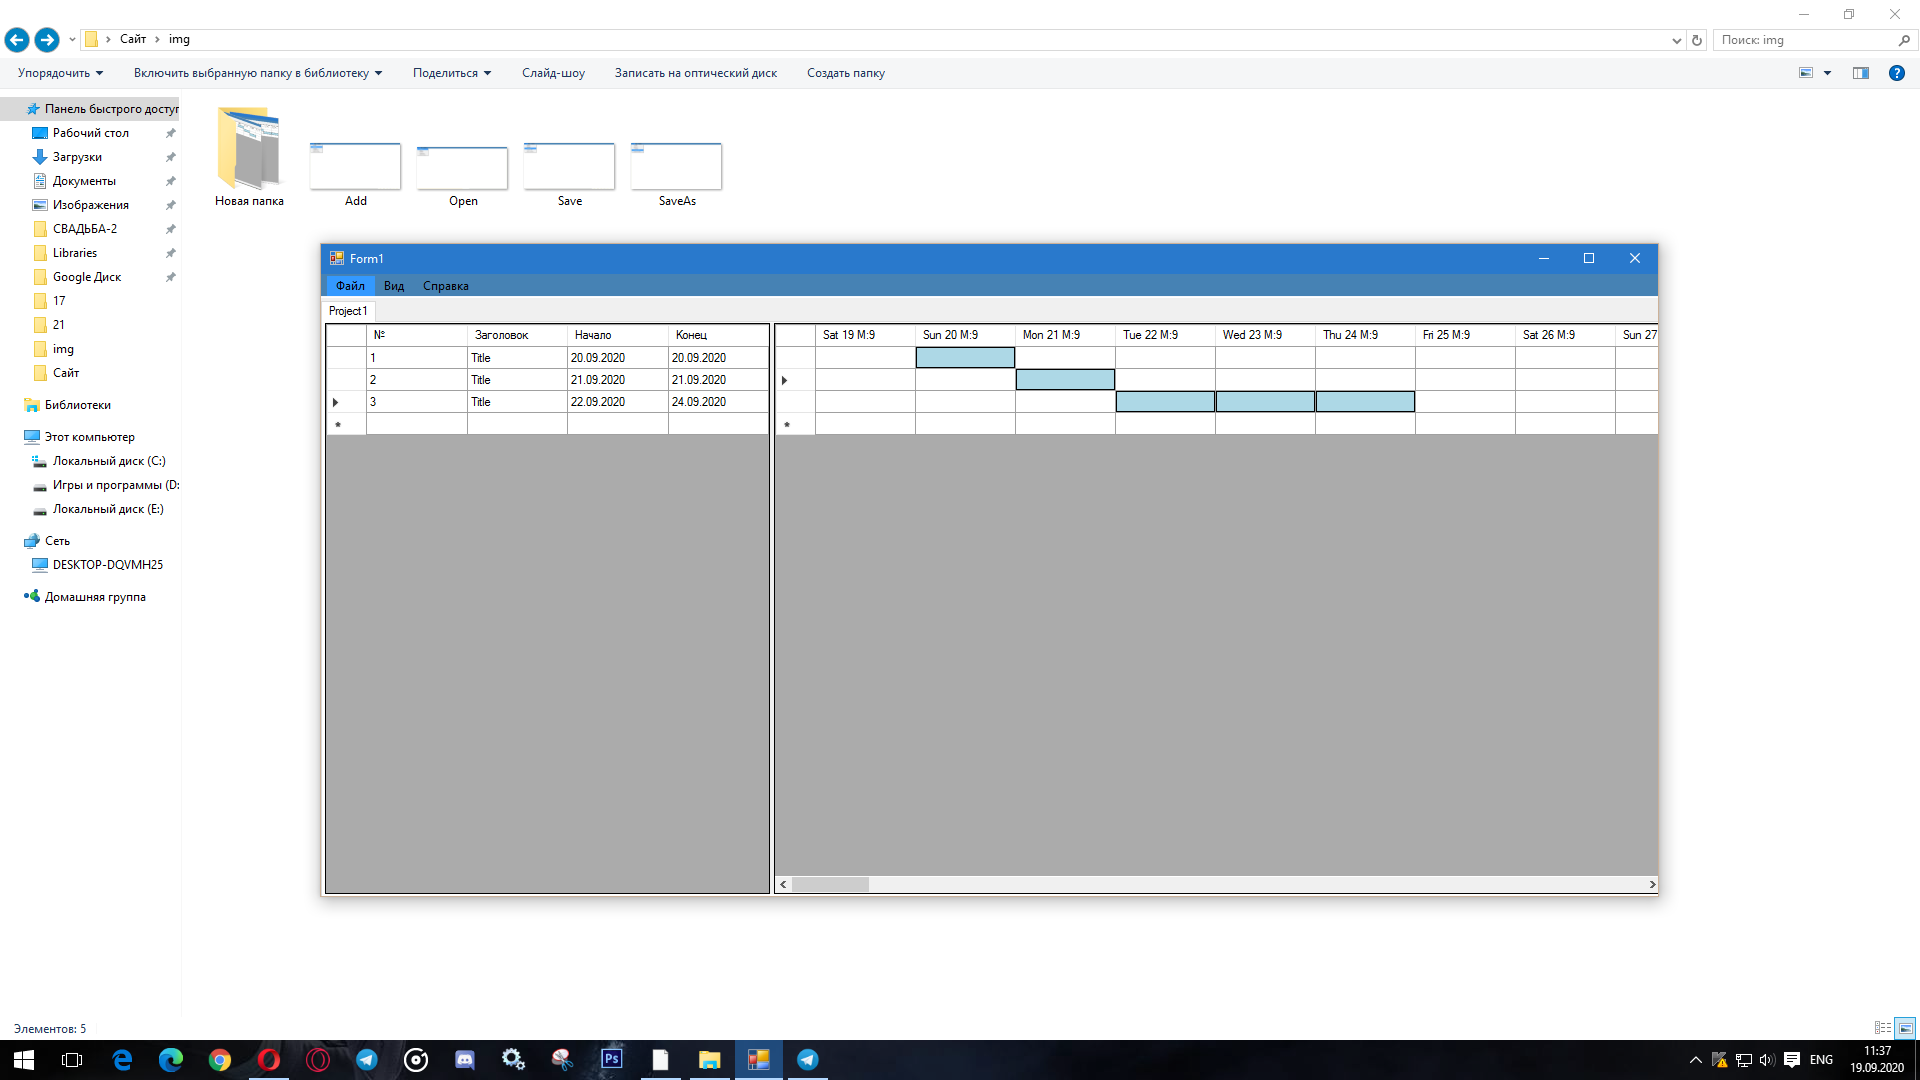 Сайт
img
Поиск: img
Упорядочить
Включить выбранную папку в библиотеку
Поделиться
Слайд-шоу
Записать на оптический диск
Создать папку
Панель быстрого доступ
Рабочий стол
Загрузки
Документы
Изображения
СВАДЬБА-2
Libraries
Google Диск
17
21
img
Сайт
Библиотеки
Этот компьютер
Локальный диск (C:)
Игры и программы (D:
Локальный диск (E:)
Сеть
DESKTOP-DQVMH25
Домашняя группа
Новая папка
Add
Open
Save
SaveAs
Form1
Файл Вид Справка
Project1
№ Заголовок Начало Конец
1 Title 20.09.2020 20.09.2020
2 Title 21.09.2020 21.09.2020
3 Title 22.09.2020 24.09.2020
*
Sat 19 M:9 Sun 20 M:9 Mon 21 M:9 Tue 22 M:9 Wed 23 M:9 Thu 24 M:9 Fri 25 M:9 Sat 26 M:9 Sun 27
*
Элементов: 5
Ps
ENG
11:37
19.09.2020